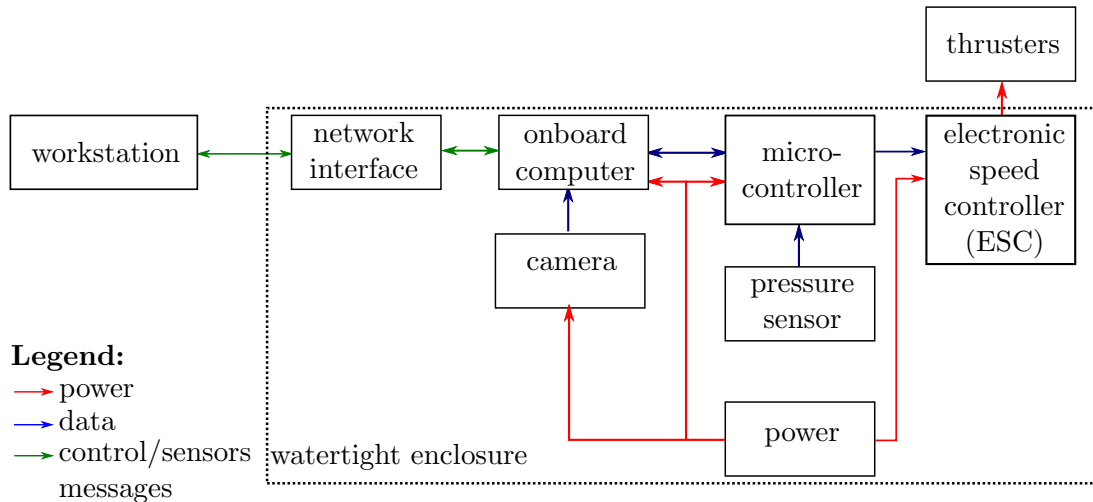 thrusters
workstation
network
interface
onboard
computer
micro-
controller
electronic
speed
controller
(ESC)
camera
pressure
sensor
power
watertight enclosure
Legend:
power
data
control/sensors
messages